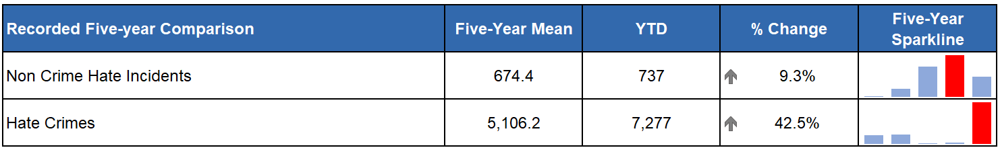 Recorded Five-year Comparison Five-Year Mean YTD % Change Five-Year Sparkline
Non Crime Hate Incidents 674.4 737 9.3%
Hate Crimes 5,106.2 7,277 42.5%